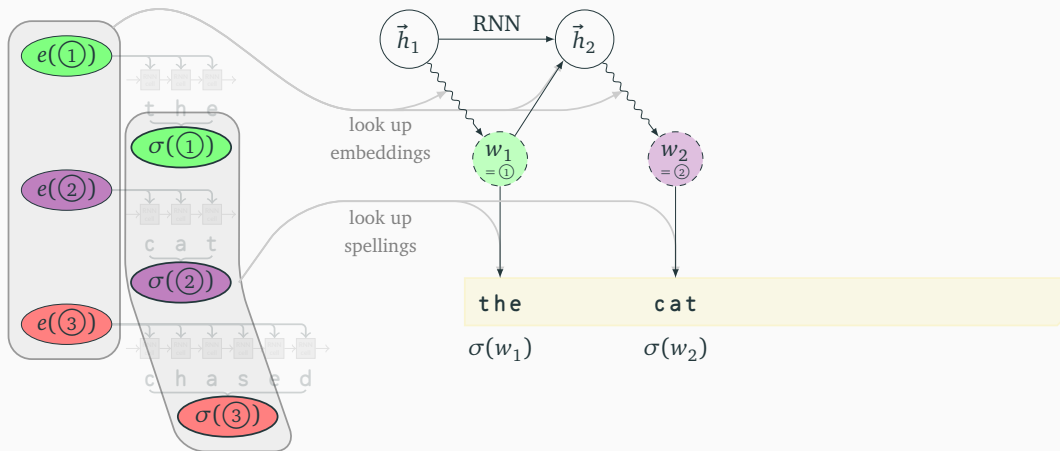 e(①)
t h e
σ(①)
e(②)
c a t
σ(②)
e(③)
c h a s e d
σ(③)
h⃗₁
RNN
h⃗₂
look up
embeddings
w₁
= ①
w₂
= ②
look up
spellings
the
cat
σ(w₁)
σ(w₂)